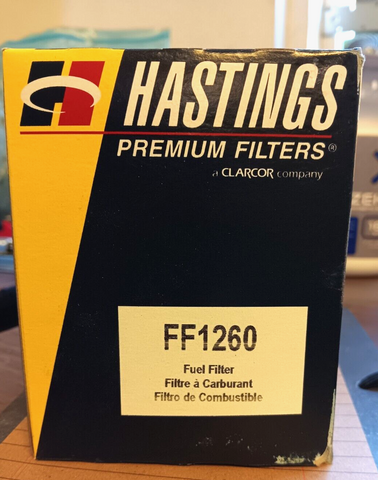 HASTINGS
PREMIUM FILTERS®
a CLARCOR company
FF1260
Fuel Filter
Filtre à Carburant
Filtro de Combustible